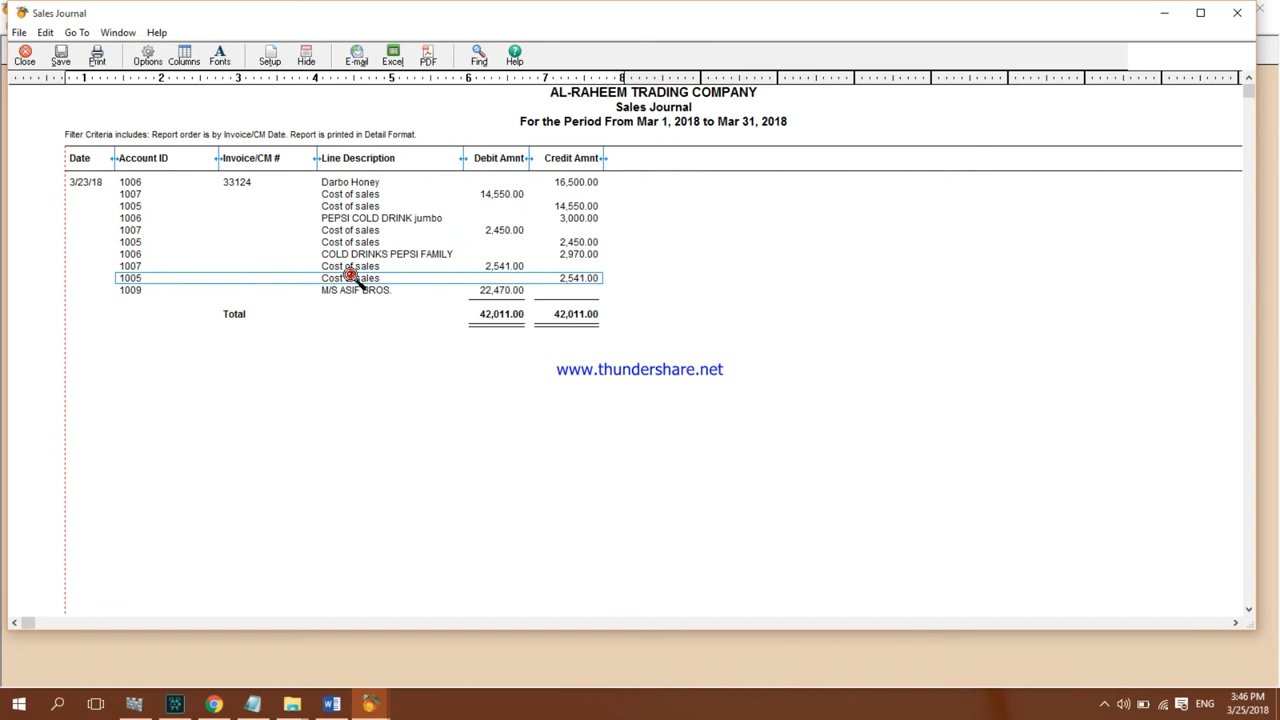 Sales Journal
File Edit Go To Window Help
Close Save Print Options Columns Fonts Setup Hide E-mail Excel PDF Find Help
1 2 3 4 5 6 7 8
AL-RAHEEM TRADING COMPANY
Sales Journal
For the Period From Mar 1, 2018 to Mar 31, 2018
Filter Criteria includes: Report order is by Invoice/CM Date. Report is printed in Detail Format.
Date Account ID Invoice/CM # Line Description Debit Amnt Credit Amnt
3/23/18 1006 33124 Darbo Honey 16,500.00
1007 Cost of sales 14,550.00
1005 Cost of sales 14,550.00
1006 PEPSI COLD DRINK jumbo 3,000.00
1007 Cost of sales 2,450.00
1005 Cost of sales 2,450.00
1006 COLD DRINKS PEPSI FAMILY 2,970.00
1007 Cost of sales 2,541.00
1005 Cost of sales 2,541.00
1009 M/S ASIF BROS. 22,470.00
Total 42,011.00 42,011.00
www.thundershare.net
ENG
3:46 PM
3/25/2018